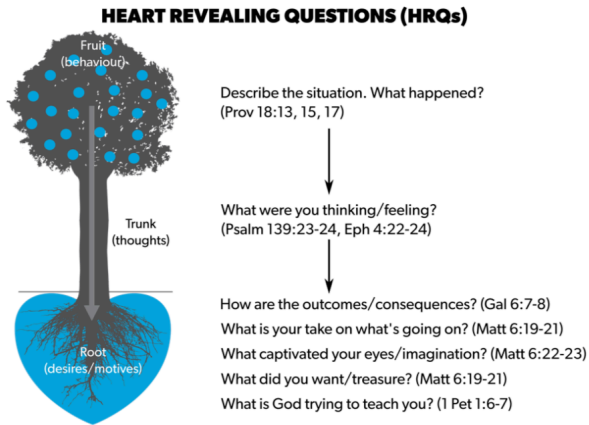 HEART REVEALING QUESTIONS (HRQs)
Fruit
(behaviour)
Describe the situation. What happened?
(Prov 18:13, 15, 17)
What were you thinking/feeling?
(Psalm 139:23-24, Eph 4:22-24)
Trunk
(thoughts)
How are the outcomes/consequences? (Gal 6:7-8)
What is your take on what's going on? (Matt 6:19-21)
What captivated your eyes/imagination? (Matt 6:22-23)
What did you want/treasure? (Matt 6:19-21)
What is God trying to teach you? (1 Pet 1:6-7)
Root
(desires/motives)